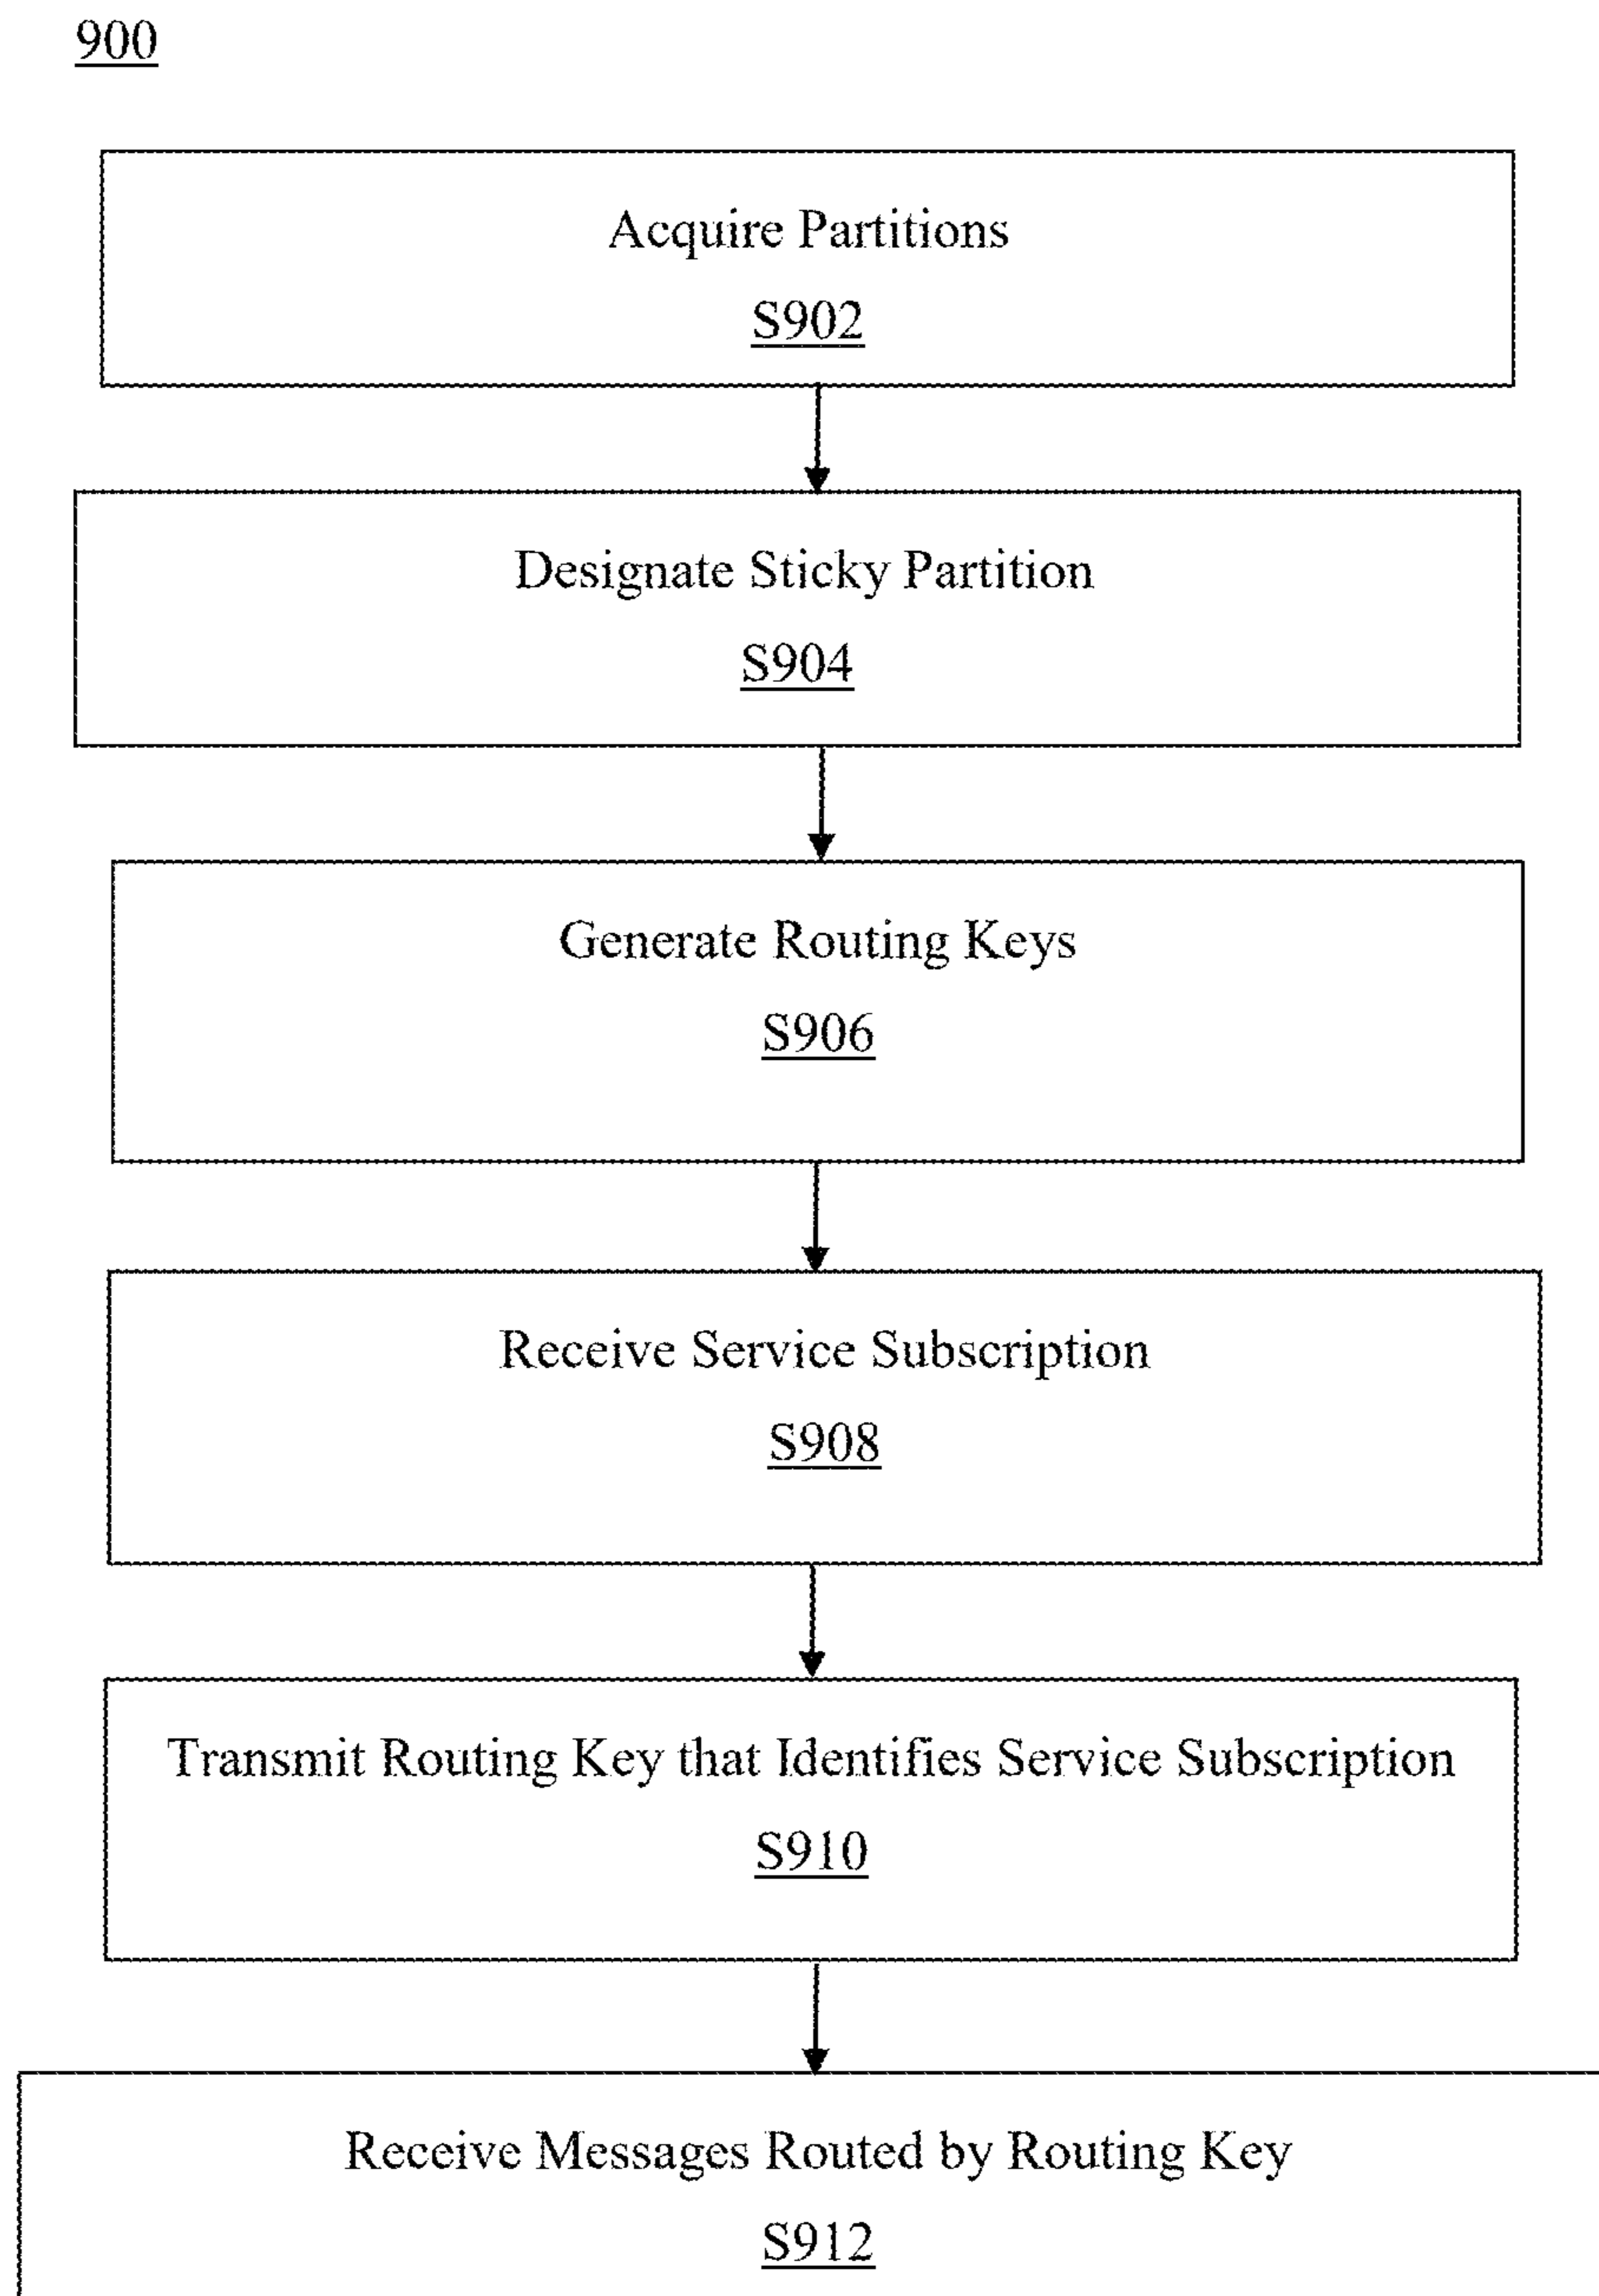 900
Acquire Partitions
S902
Designate Sticky Partition
S904
Generate Routing Keys
S906
Receive Service Subscription
S908
Transmit Routing Key that Identifies Service Subscription
S910
Receive Messages Routed by Routing Key
S912